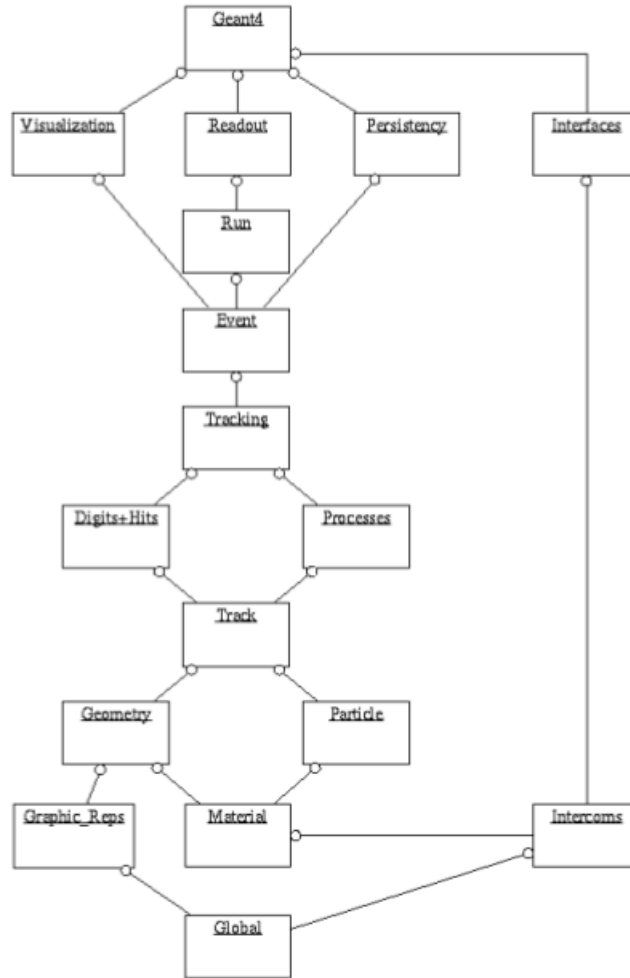 Geant4
Visualization
Readout
Persistency
Interfaces
Run
Event
Tracking
Digits+Hits
Processes
Track
Geometry
Particle
Graphic_Reps
Material
Intercoms
Global